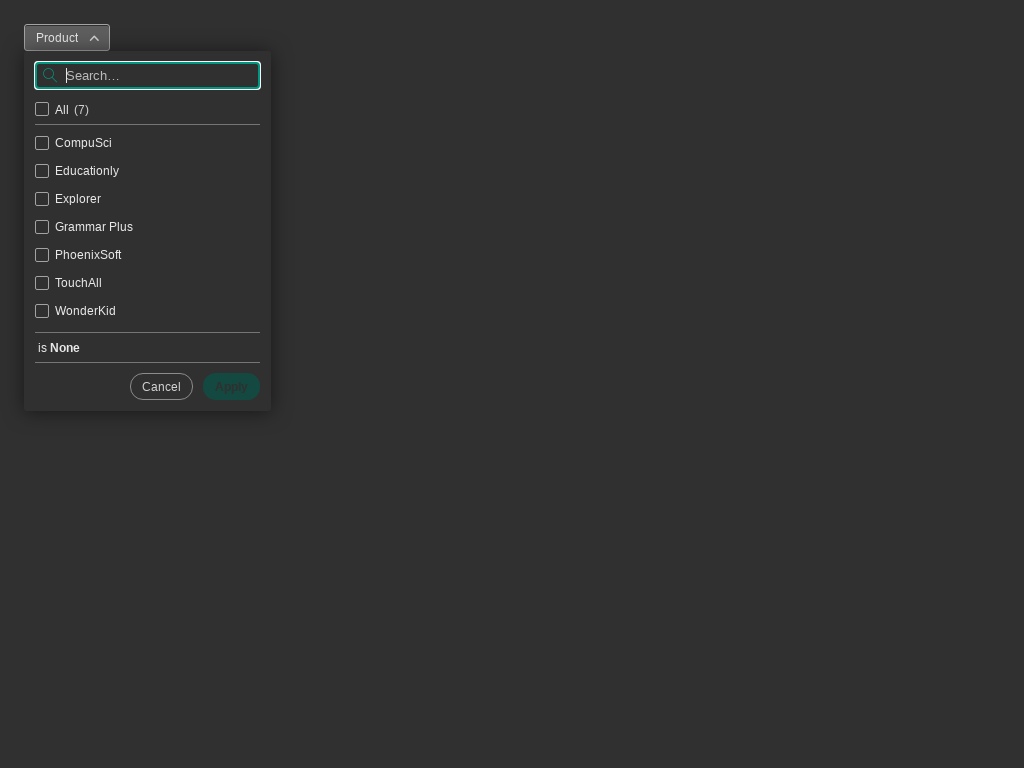 Product
Search…
All (7)
CompuSci
Educationly
Explorer
Grammar Plus
PhoenixSoft
TouchAll
WonderKid
is None
Cancel Apply